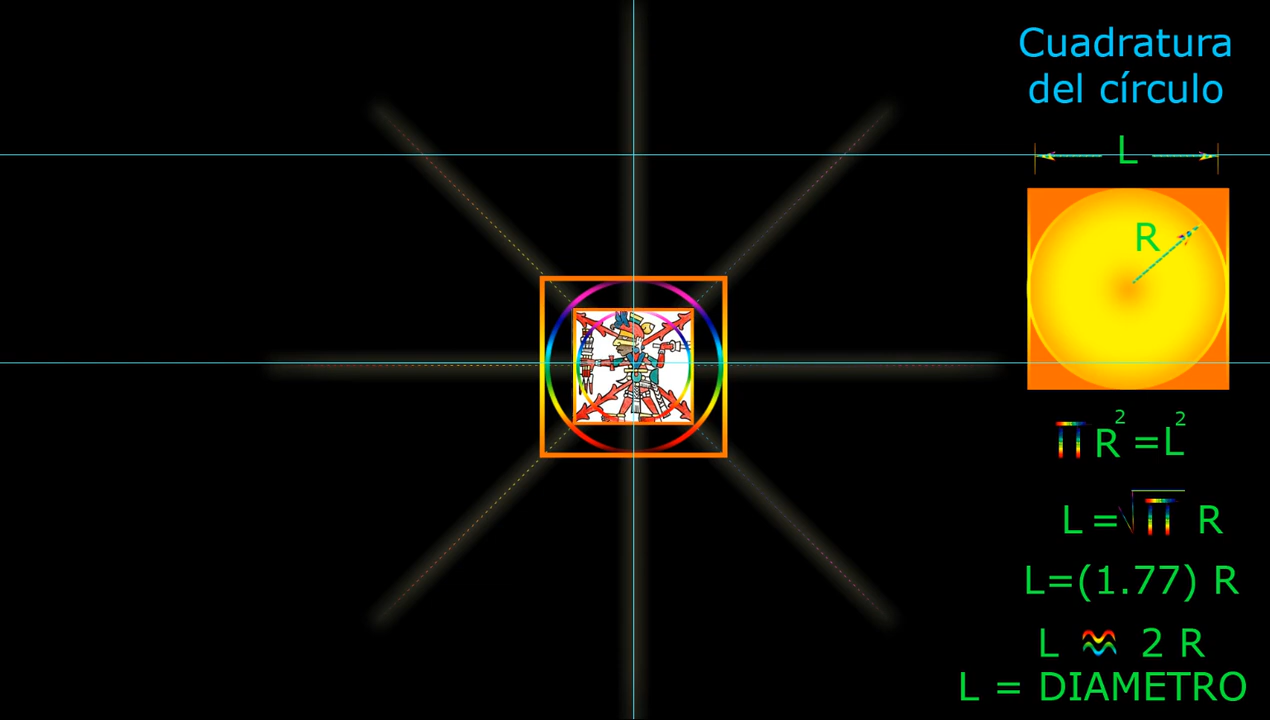 Cuadratura
del círculo
L
R
∏ R² =L²
L =√∏ R
L=(1.77) R
L ≈ 2 R
L = DIAMETRO